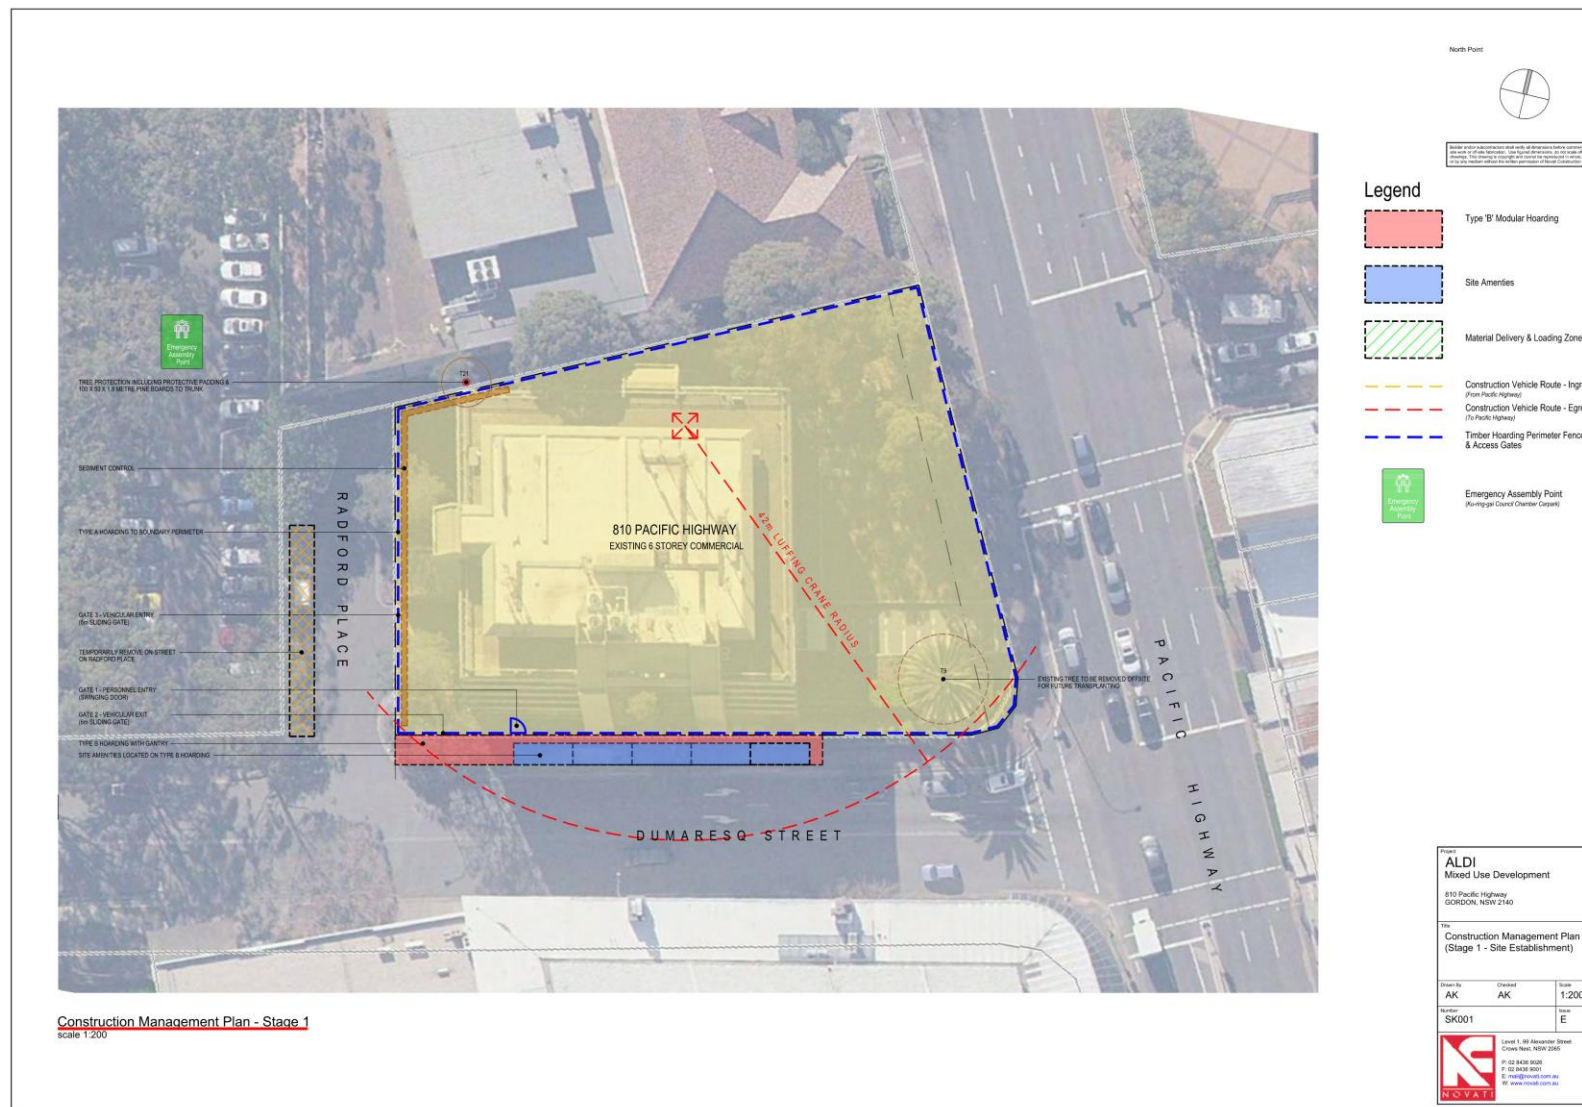 North Point
Legend
Type 'B' Modular Hoarding
Site Amenties
Material Delivery & Loading Zone
Construction Vehicle Route - Ingr
(From Pacific Highway)
Construction Vehicle Route - Egre
(To Pacific Highway)
Timber Hoarding Perimeter Fence
& Access Gates
Emergency
Assembly
Point
Emergency Assembly Point
(Ku-ring-gai Council Chamber Carpark)
Emergency
Assembly
Point
T21
TREE PROTECTION INCLUDING PROTECTIVE PADDING &
100 X 50 X 1.8 METRE PINE BOARDS TO TRUNK
SEDIMENT CONTROL
TYPE A HOARDING TO BOUNDARY PERIMETER
GATE 3 - VEHICULAR ENTRY
(6m SLIDING GATE)
TEMPORARILY REMOVE ON STREET
ON RADFORD PLACE
GATE 1 - PERSONNEL ENTRY
(SWINGING DOOR)
GATE 2 - VEHICULAR EXIT
(6m SLIDING GATE)
TYPE B HOARDING WITH GANTRY
SITE AMENITIES LOCATED ON TYPE B HOARDING
RADFORD PLACE
810 PACIFIC HIGHWAY
EXISTING 6 STOREY COMMERCIAL
42m LUFFING CRANE RADIUS
T9
EXISTING TREE TO BE REMOVED OFFSITE
FOR FUTURE TRANSPLANTING
PACIFIC HIGHWAY
DUMARESQ STREET
Construction Management Plan - Stage 1
scale 1:200
Project
ALDI
Mixed Use Development
810 Pacific Highway
GORDON, NSW 2140
Title
Construction Management Plan
(Stage 1 - Site Establishment)
Drawn By
Checked
Scale
AK
AK
1:200
Number
Issue
SK001
E
NOVATI
Level 1, 99 Alexander Street
Crows Nest, NSW 2065
P: 02 8436 9028
F: 02 8436 9001
E: mail@novati.com.au
W: www.novati.com.au